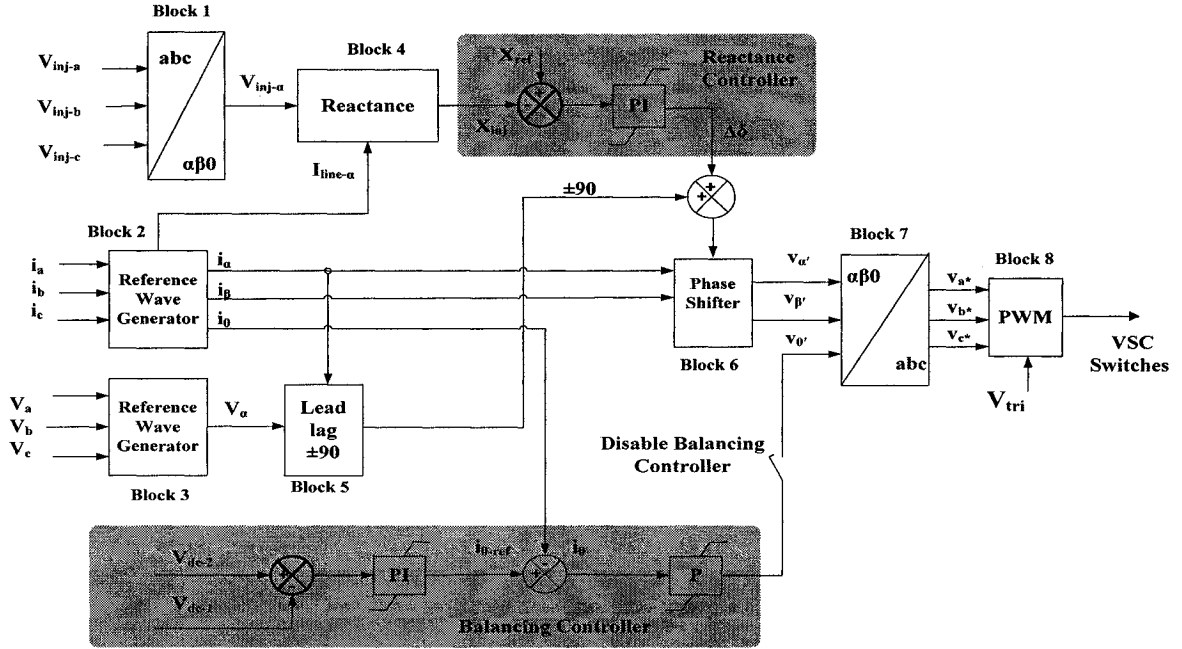 Block 1
abc
αβ0
V_inj-a
V_inj-b
V_inj-c
V_inj-α
Block 4
Reactance
I_line-α
X_ref
X_inj
+
-
PI
Reactance
Controller
Δδ
+
+
±90
Block 2
Reference
Wave
Generator
i_a
i_b
i_c
i_α
i_β
i_0
Block 3
Reference
Wave
Generator
V_a
V_b
V_c
V_α
Lead
lag
±90
Block 5
Phase
Shifter
Block 6
v_α'
v_β'
v_0'
Block 7
αβ0
abc
v_a*
v_b*
v_c*
Block 8
PWM
V_tri
VSC
Switches
Disable Balancing
Controller
V_dc-2
V_dc-1
+
-
PI
i_0-ref
+
-
i_0
P
Balancing Controller